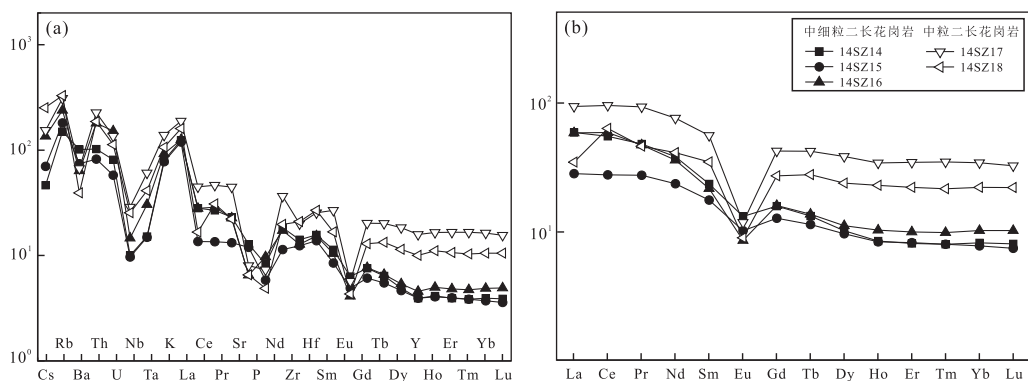 (a)
10³
10²
10¹
10⁰
Rb Th Nb K Ce Sr Nd Hf Eu Tb Y Er Yb
Cs Ba U Ta La Pr P Zr Sm Gd Dy Ho Tm Lu
(b)
中细粒二长花岗岩 中粒二长花岗岩
14SZ14 14SZ17
14SZ15 14SZ18
14SZ16
10²
10¹
La Ce Pr Nd Sm Eu Gd Tb Dy Ho Er Tm Yb Lu